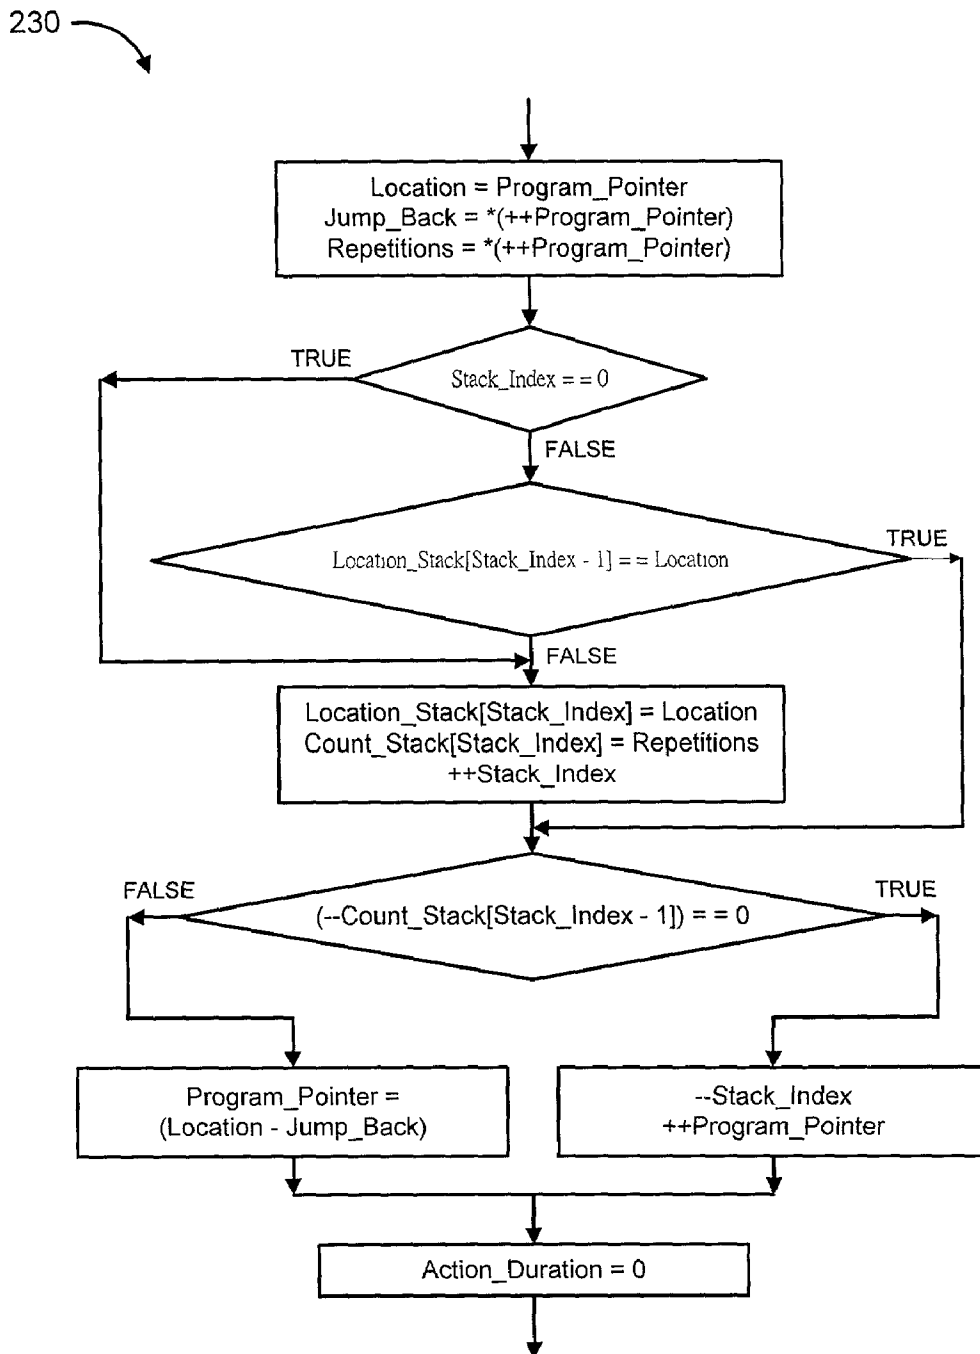 230
Location = Program_Pointer
Jump_Back = *(++Program_Pointer)
Repetitions = *(++Program_Pointer)
TRUE
Stack_Index = = 0
FALSE
TRUE
Location_Stack[Stack_Index - 1] = = Location
FALSE
Location_Stack[Stack_Index] = Location
Count_Stack[Stack_Index] = Repetitions
++Stack_Index
FALSE
TRUE
(--Count_Stack[Stack_Index - 1]) = = 0
Program_Pointer =
(Location - Jump_Back)
--Stack_Index
++Program_Pointer
Action_Duration = 0